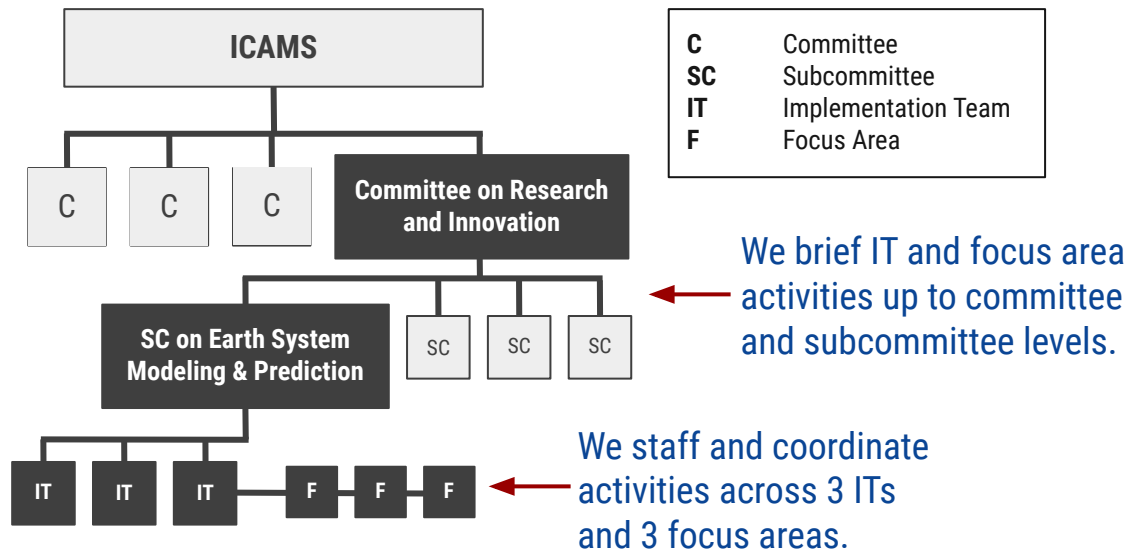 ICAMS
C Committee
SC Subcommittee
IT Implementation Team
F Focus Area
C C C
Committee on Research
and Innovation
We brief IT and focus area
activities up to committee
and subcommittee levels.
SC on Earth System
Modeling & Prediction
SC SC SC
We staff and coordinate
activities across 3 ITs
and 3 focus areas.
IT IT IT F F F